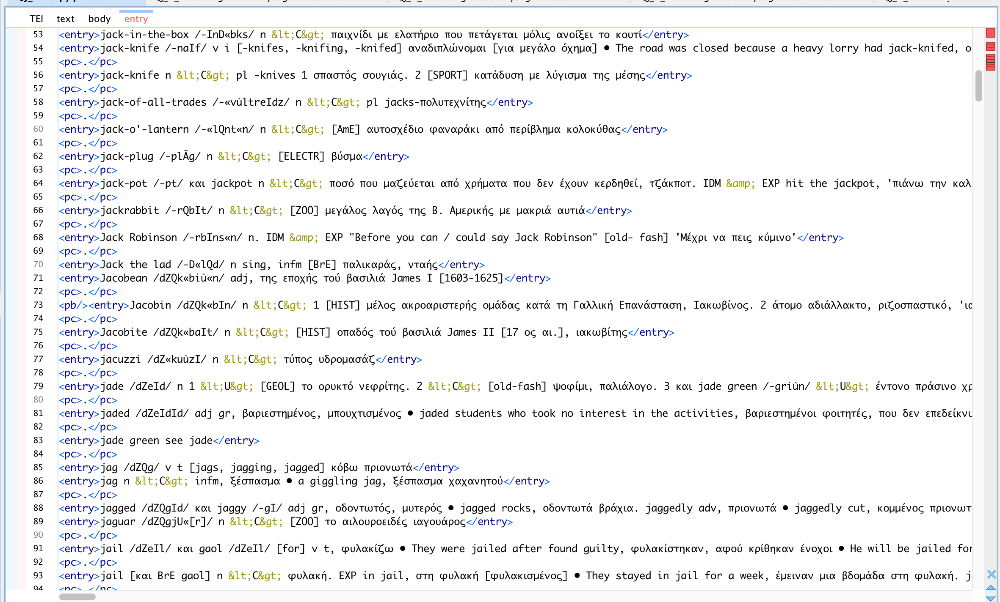 TEI text body entry
53 <entry>jack-in-the-box /-InD«bks/ n &lt;C&gt; παιχνίδι με ελατήριο που πετάγεται μόλις ανοίξει το κουτί</entry>
54 <entry>jack-knife /-naIf/ v i [-knifes, -knifing, -knifed] αναδιπλώνομαι [για μεγάλο όχημα] ● The road was closed because a heavy lorry had jack-knifed, o
55 <pc>.</pc>
56 <entry>jack-knife n &lt;C&gt; pl -knives 1 σπαστός σουγιάς. 2 [SPORT] κατάδυση με λύγισμα της μέσης</entry>
57 <pc>.</pc>
58 <entry>jack-of-all-trades /-«vùltreIdz/ n &lt;C&gt; pl jacks-πολυτεχνίτης</entry>
59 <pc>.</pc>
60 <entry>jack-o'-lantern /-«lQnt«n/ n &lt;C&gt; [AmE] αυτοσχέδιο φαναράκι από περίβλημα κολοκύθας</entry>
61 <pc>.</pc>
62 <entry>jack-plug /-plÃg/ n &lt;C&gt; [ELECTR] βύσμα</entry>
63 <pc>.</pc>
64 <entry>jack-pot /-pt/ και jackpot n &lt;C&gt; ποσό που μαζεύεται από χρήματα που δεν έχουν κερδηθεί, τζάκποτ. IDM &amp; EXP hit the jackpot, 'πιάνω την καλ
65 <pc>.</pc>
66 <entry>jackrabbit /-rQbIt/ n &lt;C&gt; [ZOO] μεγάλος λαγός της Β. Αμερικής με μακριά αυτιά</entry>
67 <pc>.</pc>
68 <entry>Jack Robinson /-rbIns«n/ n. IDM &amp; EXP "Before you can / could say Jack Robinson" [old- fash] 'Μέχρι να πεις κύμινο'</entry>
69 <pc>.</pc>
70 <entry>Jack the lad /-D«lQd/ n sing, infm [BrE] παλικαράς, νταής</entry>
71 <entry>Jacobean /dZQk«biù«n/ adj, της εποχής τού βασιλιά James I [1603-1625]</entry>
72 <pc>.</pc>
73 <pb/><entry>Jacobin /dZQk«bIn/ n &lt;C&gt; 1 [HIST] μέλος ακροαριστερής ομάδας κατά τη Γαλλική Επανάσταση, Ιακωβίνος. 2 άτομο αδιάλλακτο, ριζοσπαστικό, 'ια
74 <pc>.</pc>
75 <entry>Jacobite /dZQk«baIt/ n &lt;C&gt; [HIST] οπαδός τού βασιλιά James II [17 ος αι.], ιακωβίτης</entry>
76 <pc>.</pc>
77 <entry>jacuzzi /dZ«kuùzI/ n &lt;C&gt; τύπος υδρομασάζ</entry>
78 <pc>.</pc>
79 <entry>jade /dZeId/ n 1 &lt;U&gt; [GEOL] το ορυκτό νεφρίτης. 2 &lt;C&gt; [old-fash] ψοφίμι, παλιάλογο. 3 και jade green /-griùn/ &lt;U&gt; έντονο πράσινο χρ
80 <pc>.</pc>
81 <entry>jaded /dZeIdId/ adj gr, βαριεστημένος, μπουχτισμένος ● jaded students who took no interest in the activities, βαριεστημένοι φοιτητές, που δεν επεδείκνυ
82 <pc>.</pc>
83 <entry>jade green see jade</entry>
84 <pc>.</pc>
85 <entry>jag /dZQg/ v t [jags, jagging, jagged] κόβω πριονωτά</entry>
86 <entry>jag n &lt;C&gt; infm, ξέσπασμα ● a giggling jag, ξέσπασμα χαχανητού</entry>
87 <pc>.</pc>
88 <entry>jagged /dZQgId/ και jaggy /-gI/ adj gr, οδοντωτός, μυτερός ● jagged rocks, οδοντωτά βράχια. jaggedly adv, πριονωτά ● jaggedly cut, κομμένος πριονωτ
89 <entry>jaguar /dZQgjU«[r]/ n &lt;C&gt; [ZOO] το αιλουροειδές ιαγουάρος</entry>
90 <pc>.</pc>
91 <entry>jail /dZeIl/ και gaol /dZeIl/ [for] v t, φυλακίζω ● They were jailed after found guilty, φυλακίστηκαν, αφού κρίθηκαν ένοχοι ● He will be jailed for
92 <pc>.</pc>
93 <entry>jail [και BrE gaol] n &lt;C&gt; φυλακή. EXP in jail, στη φυλακή [φυλακισμένος] ● They stayed in jail for a week, έμειναν μια βδομάδα στη φυλακή. j
94 <pc>.</pc>